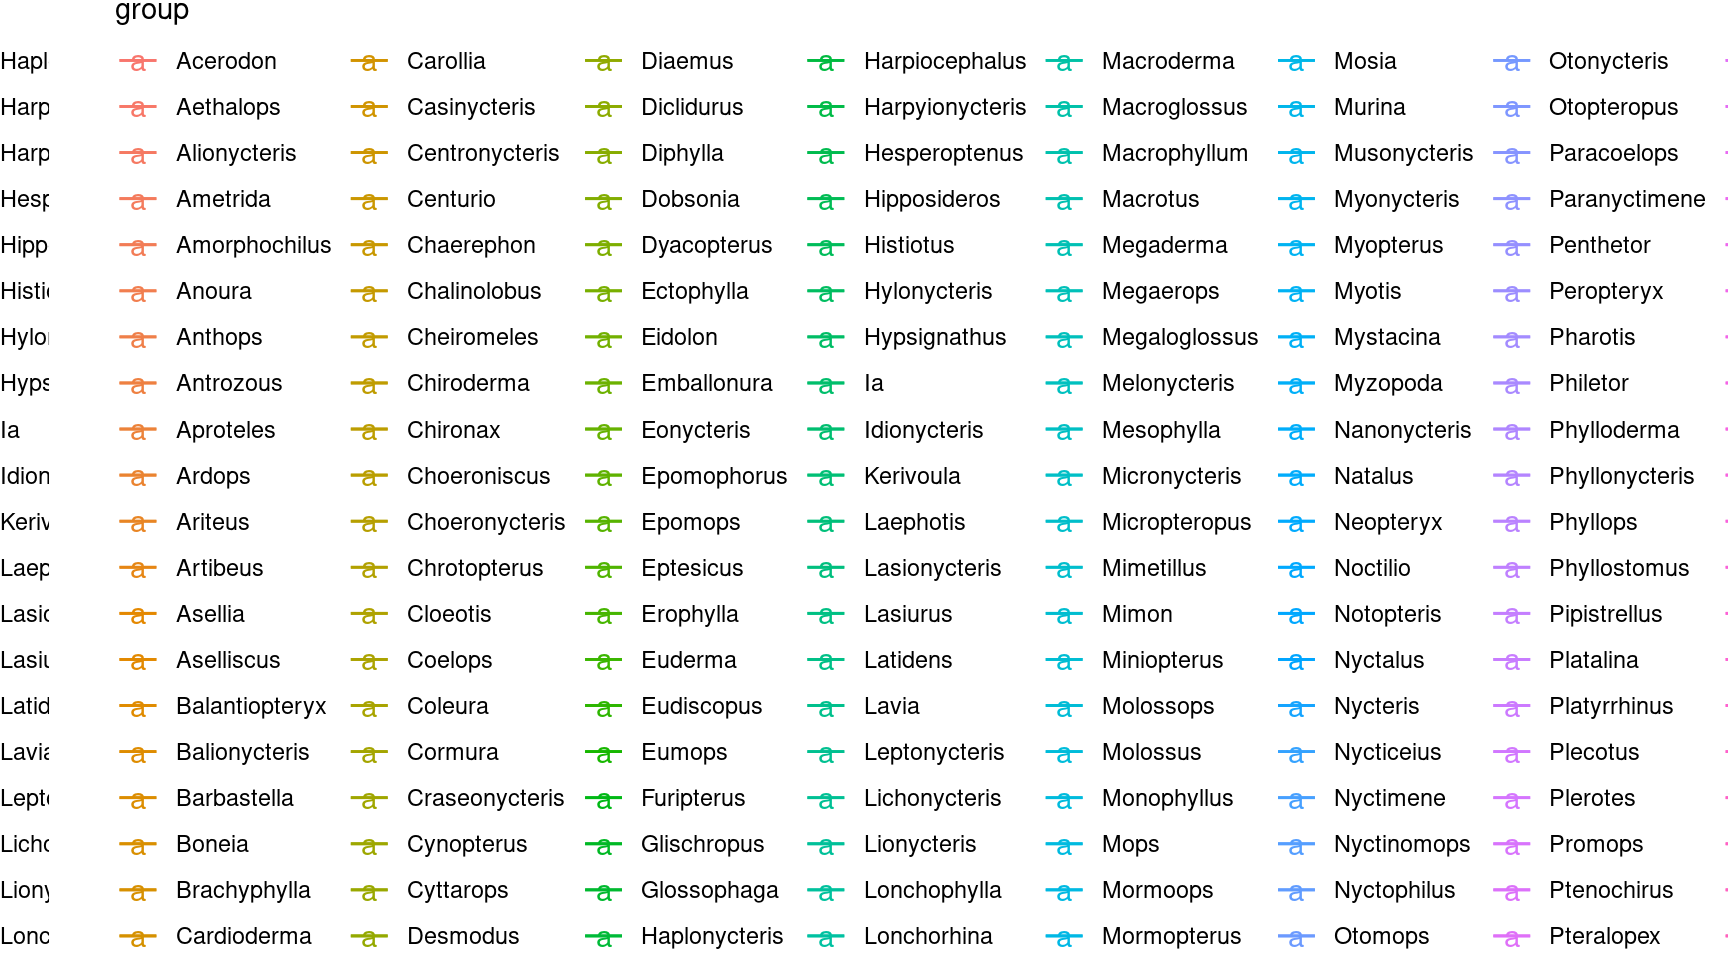 group
Hapl a Acerodon a Carollia a Diaemus a Harpiocephalus a Macroderma a Mosia a Otonycteris
Harp a Aethalops a Casinycteris a Diclidurus a Harpyionycteris a Macroglossus a Murina a Otopteropus
Harp a Alionycteris a Centronycteris a Diphylla a Hesperoptenus a Macrophyllum a Musonycteris a Paracoelops
Hesp a Ametrida a Centurio a Dobsonia a Hipposideros a Macrotus a Myonycteris a Paranyctimene
Hipp a Amorphochilus a Chaerephon a Dyacopterus a Histiotus a Megaderma a Myopterus a Penthetor
Histi a Anoura a Chalinolobus a Ectophylla a Hylonycteris a Megaerops a Myotis a Peropteryx
Hylo a Anthops a Cheiromeles a Eidolon a Hypsignathus a Megaloglossus a Mystacina a Pharotis
Hyps a Antrozous a Chiroderma a Emballonura a Ia a Melonycteris a Myzopoda a Philetor
Ia a Aproteles a Chironax a Eonycteris a Idionycteris a Mesophylla a Nanonycteris a Phylloderma
Idion a Ardops a Choeroniscus a Epomophorus a Kerivoula a Micronycteris a Natalus a Phyllonycteris
Keriv a Ariteus a Choeronycteris a Epomops a Laephotis a Micropteropus a Neopteryx a Phyllops
Laep a Artibeus a Chrotopterus a Eptesicus a Lasionycteris a Mimetillus a Noctilio a Phyllostomus
Lasic a Asellia a Cloeotis a Erophylla a Lasiurus a Mimon a Notopteris a Pipistrellus
Lasiu a Aselliscus a Coelops a Euderma a Latidens a Miniopterus a Nyctalus a Platalina
Latid a Balantiopteryx a Coleura a Eudiscopus a Lavia a Molossops a Nycteris a Platyrrhinus
Lavia a Balionycteris a Cormura a Eumops a Leptonycteris a Molossus a Nycticeius a Plecotus
Lept a Barbastella a Craseonycteris a Furipterus a Lichonycteris a Monophyllus a Nyctimene a Plerotes
Lich a Boneia a Cynopterus a Glischropus a Lionycteris a Mops a Nyctinomops a Promops
Liony a Brachyphylla a Cyttarops a Glossophaga a Lonchophylla a Mormoops a Nyctophilus a Ptenochirus
Lonc a Cardioderma a Desmodus a Haplonycteris a Lonchorhina a Mormopterus a Otomops a Pteralopex